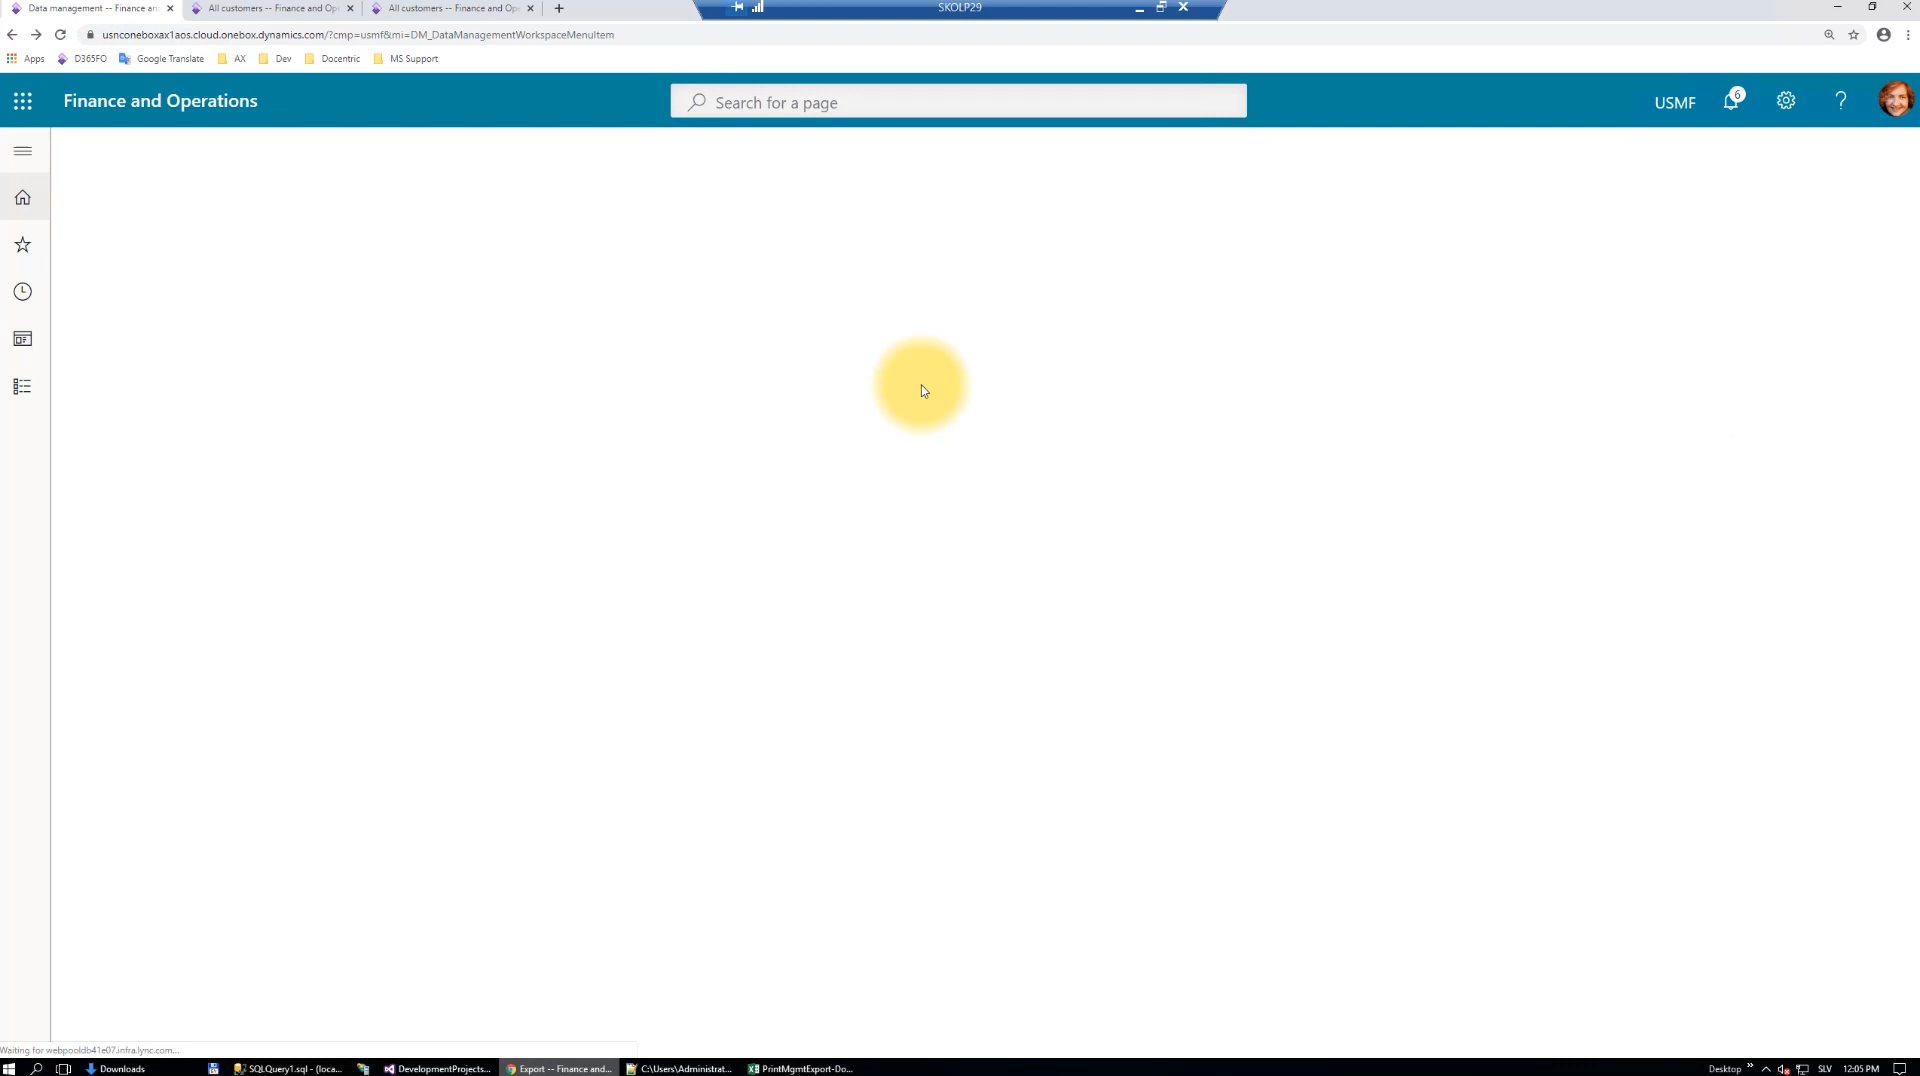 Data management -- Finance an
All customers -- Finance and Op
All customers -- Finance and Op
SKOLP29
usnconeboxax1aos.cloud.onebox.dynamics.com/?cmp=usmf&mi=DM_DataManagementWorkspaceMenuItem
Apps
D365FO
Google Translate
AX
Dev
Docentric
MS Support
Finance and Operations
Search for a page
USMF
6
Waiting for webpooldb41e07.infra.lync.com...
Downloads
SQLQuery1.sql - (loca...
DevelopmentProjects...
Export -- Finance and...
C:\Users\Administrat...
PrintMgmtExport-Do...
Desktop
SLV
12:05 PM